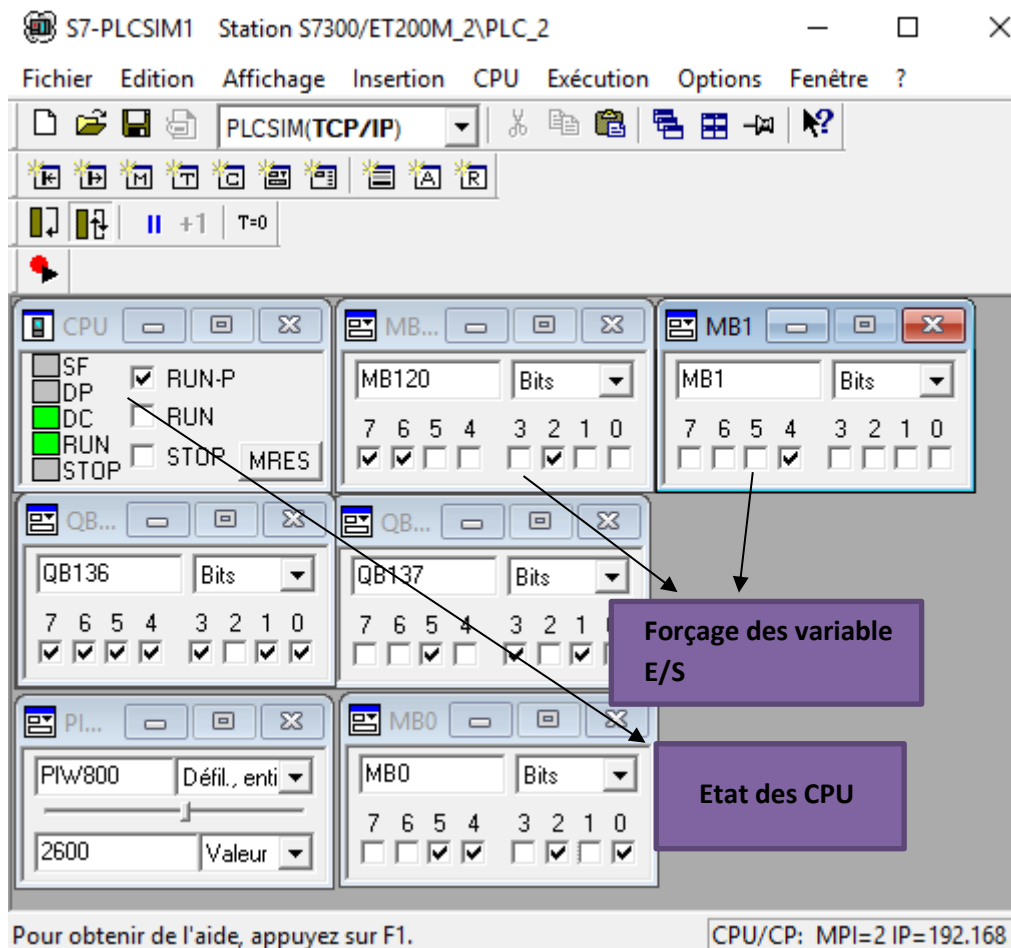 S7-PLCSIM1 Station S7300/ET200M_2\PLC_2
Fichier Edition Affichage Insertion CPU Exécution Options Fenêtre ?
PLCSIM(TCP/IP)
+1 T=0
CPU MB... MB1
SF
DP
DC
RUN
STOP
RUN-P
RUN
STOP MRES
MB120 Bits
7 6 5 4 3 2 1 0
MB1 Bits
7 6 5 4 3 2 1 0
QB... QB...
QB136 Bits
7 6 5 4 3 2 1 0
QB137 Bits
7 6 5 4 3 2 1
Forçage des variable
E/S
PI... MB0
PIW800 Défil., enti
2600 Valeur
MB0 Bits
7 6 5 4 3 2 1 0
Etat des CPU
Pour obtenir de l'aide, appuyez sur F1. CPU/CP: MPI=2 IP=192.168